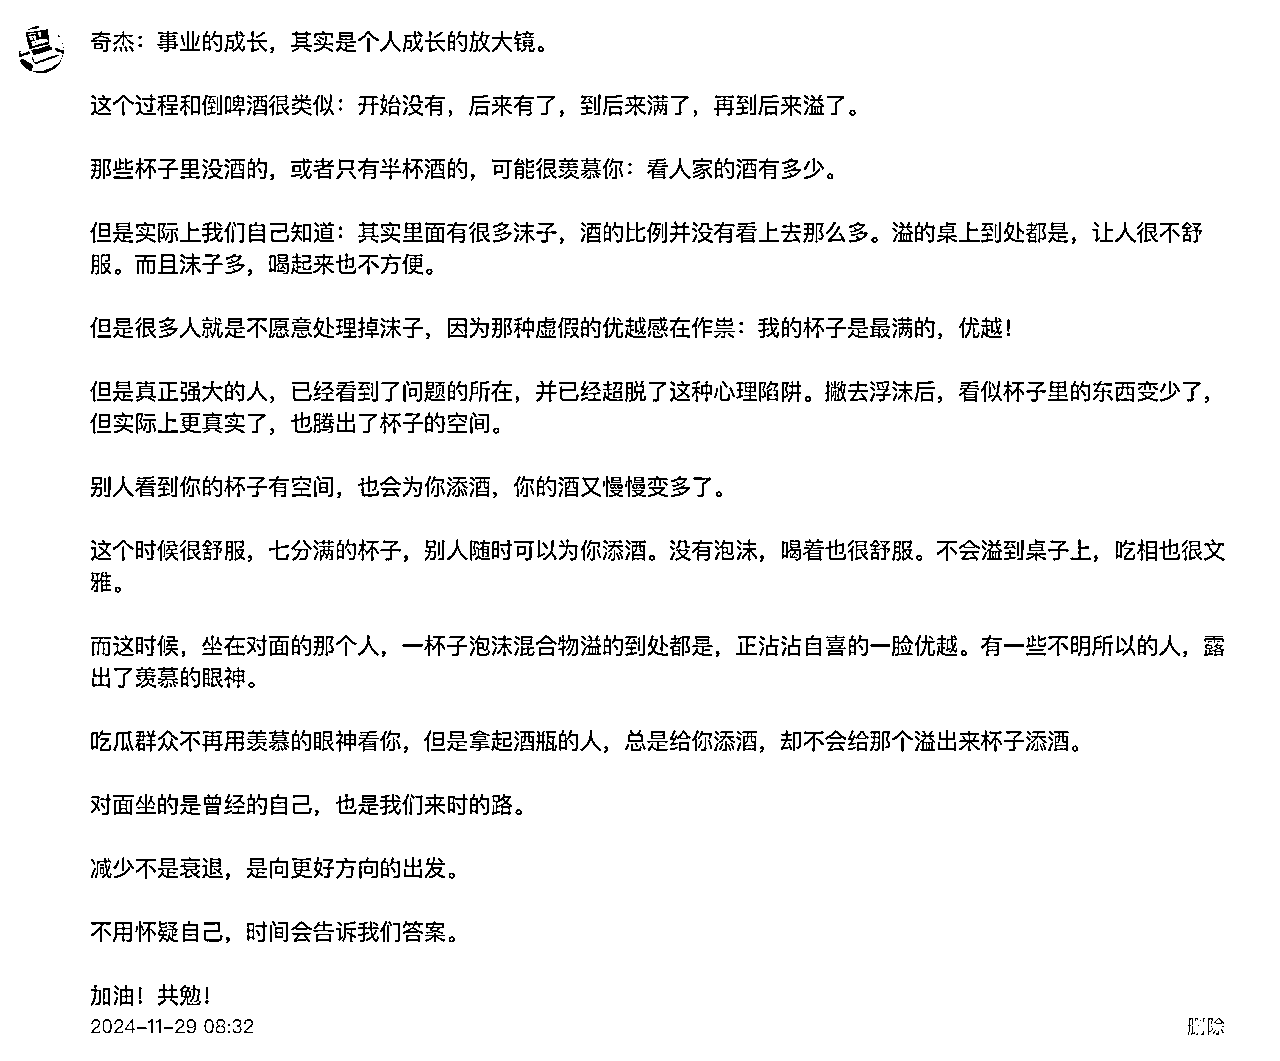 奇杰：事业的成长，其实是个人成长的放大镜。
这个过程和倒啤酒很类似：开始没有，后来有了，到后来满了，再到后来溢了。
那些杯子里没酒的，或者只有半杯酒的，可能很羡慕你：看人家的酒有多少。
但是实际上我们自己知道：其实里面有很多沫子，酒的比例并没有看上去那么多。溢的桌上到处都是，让人很不舒
服。而且沫子多，喝起来也不方便。
但是很多人就是不愿意处理掉沫子，因为那种虚假的优越感在作祟：我的杯子是最满的，优越！
但是真正强大的人，已经看到了问题的所在，并已经超脱了这种心理陷阱。撇去浮沫后，看似杯子里的东西变少了，
但实际上更真实了，也腾出了杯子的空间。
别人看到你的杯子有空间，也会为你添酒，你的酒又慢慢变多了。
这个时候很舒服，七分满的杯子，别人随时可以为你添酒。没有泡沫，喝着也很舒服。不会溢到桌子上，吃相也很文
雅。
而这时候，坐在对面的那个人，一杯子泡沫混合物溢的到处都是，正沾沾自喜的一脸优越。有一些不明所以的人，露
出了羡慕的眼神。
吃瓜群众不再用羡慕的眼神看你，但是拿起酒瓶的人，总是给你添酒，却不会给那个溢出来杯子添酒。
对面坐的是曾经的自己，也是我们来时的路。
减少不是衰退，是向更好方向的出发。
不用怀疑自己，时间会告诉我们答案。
加油！共勉！
2024-11-29 08:32 删除